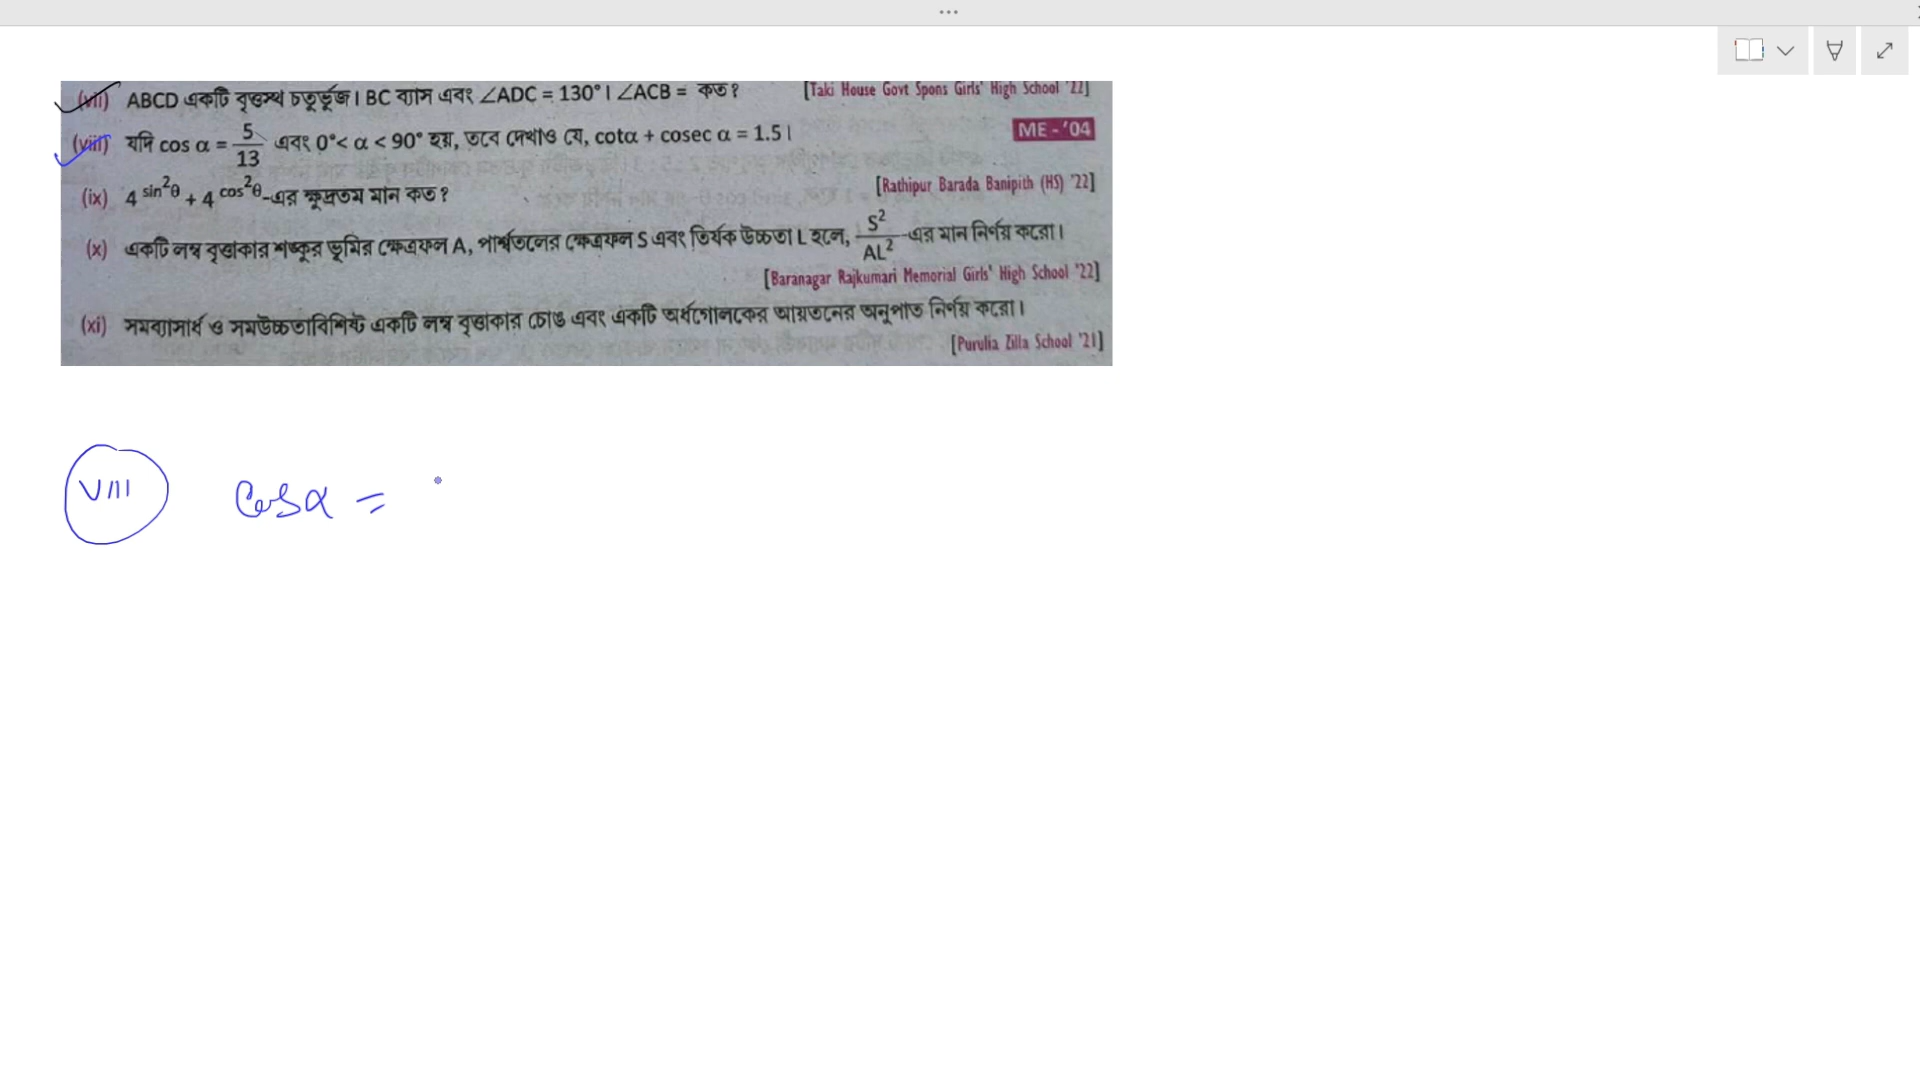 (vii) ABCD একটি বৃত্তস্থ চতুর্ভুজ। BC ব্যাস এবং ∠ADC = 130°। ∠ACB = কত? [Taki House Govt Spons Girls' High School '22]
(viii) যদি cos α = 5/13 এবং 0°< α < 90° হয়, তবে দেখাও যে, cotα + cosec α = 1.5। ME - '04
(ix) 4^sin²θ + 4^cos²θ-এর ক্ষুদ্রতম মান কত? [Rathipur Barada Banipith (HS) '22]
(x) একটি লম্ব বৃত্তাকার শঙ্কুর ভূমির ক্ষেত্রফল A, পার্শ্বতলের ক্ষেত্রফল S এবং তির্যক উচ্চতা L হলে, S²/AL² -এর মান নির্ণয় করো।
[Baranagar Rajkumari Memorial Girls' High School '22]
(xi) সমব্যাসার্ধ ও সমউচ্চতাবিশিষ্ট একটি লম্ব বৃত্তাকার চোঙ এবং একটি অর্ধগোলকের আয়তনের অনুপাত নির্ণয় করো।
[Purulia Zilla School '21]
VIII Cosα =